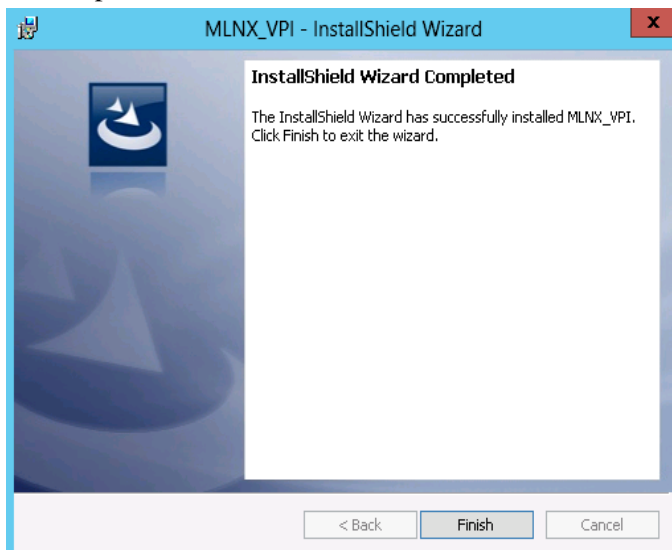 MLNX_VPI - InstallShield Wizard
x
InstallShield Wizard Completed
The InstallShield Wizard has successfully installed MLNX_VPI.
Click Finish to exit the wizard.
< Back
Finish
Cancel